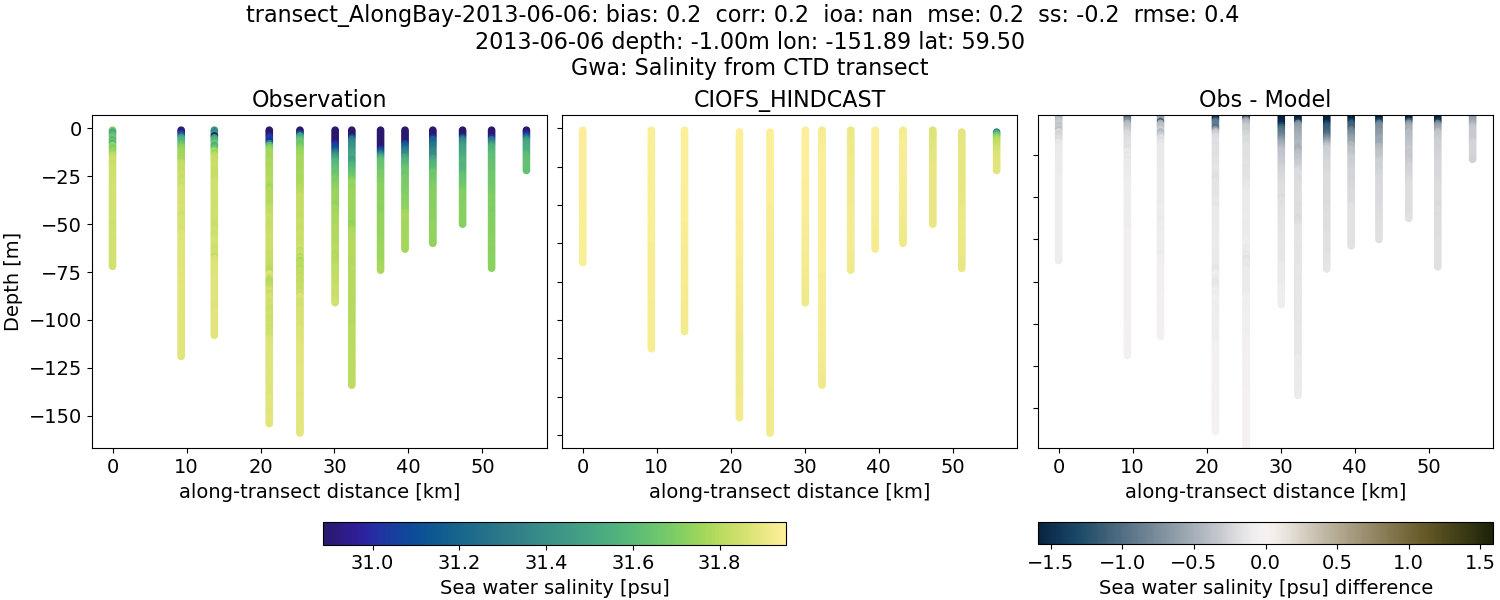 transect_AlongBay-2013-06-06: bias: 0.2  corr: 0.2  ioa: nan  mse: 0.2  ss: -0.2  rmse: 0.4
2013-06-06 depth: -1.00m lon: -151.89 lat: 59.50
Gwa: Salinity from CTD transect
Observation
CIOFS_HINDCAST
Obs - Model
Depth [m]
0
−25
−50
−75
−100
−125
−150
0 10 20 30 40 50
0 10 20 30 40 50
0 10 20 30 40 50
along-transect distance [km]
along-transect distance [km]
along-transect distance [km]
31.0 31.2 31.4 31.6 31.8
Sea water salinity [psu]
−1.5 −1.0 −0.5 0.0 0.5 1.0 1.5
Sea water salinity [psu] difference